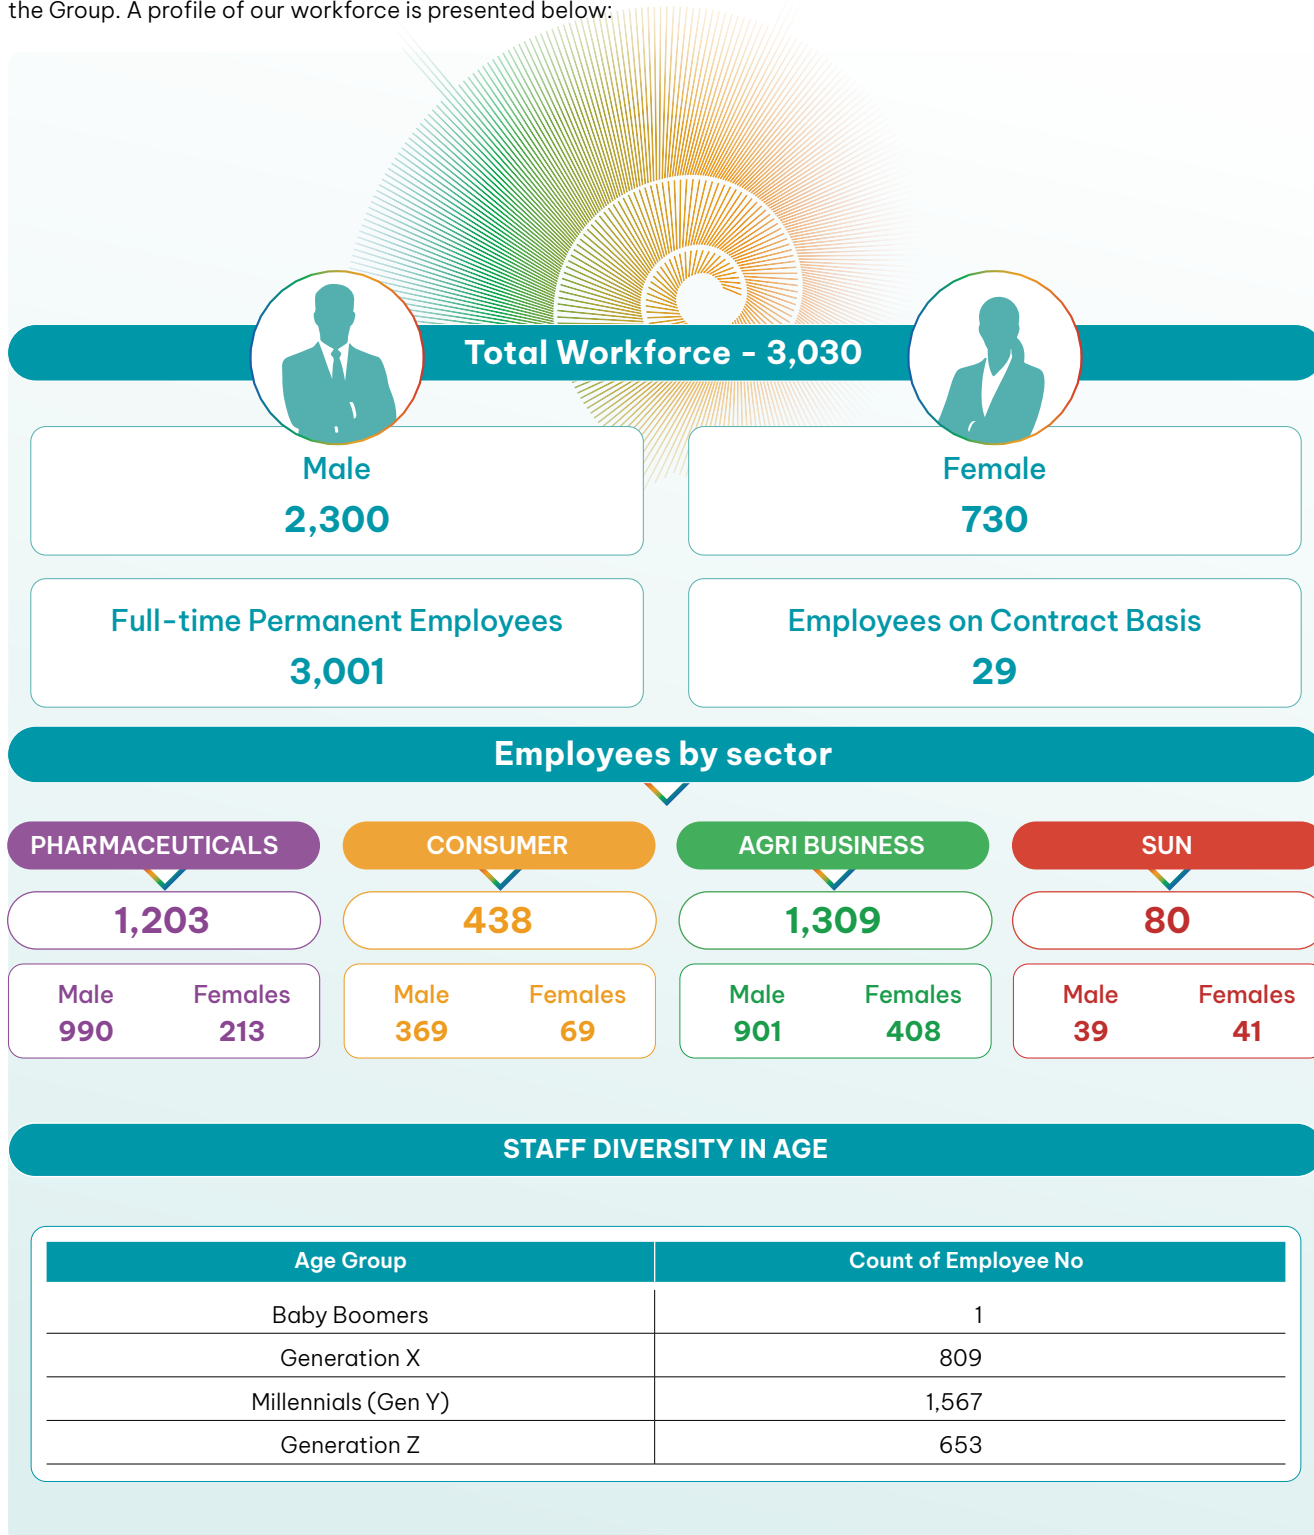 the Group. A profile of our workforce is presented below:
Total Workforce - 3,030
Male
2,300
Female
730
Full-time Permanent Employees
3,001
Employees on Contract Basis
29
Employees by sector
PHARMACEUTICALS
1,203
Male Females
990 213
CONSUMER
438
Male Females
369 69
AGRI BUSINESS
1,309
Male Females
901 408
SUN
80
Male Females
39 41
STAFF DIVERSITY IN AGE
Age Group Count of Employee No
Baby Boomers 1
Generation X 809
Millennials (Gen Y) 1,567
Generation Z 653